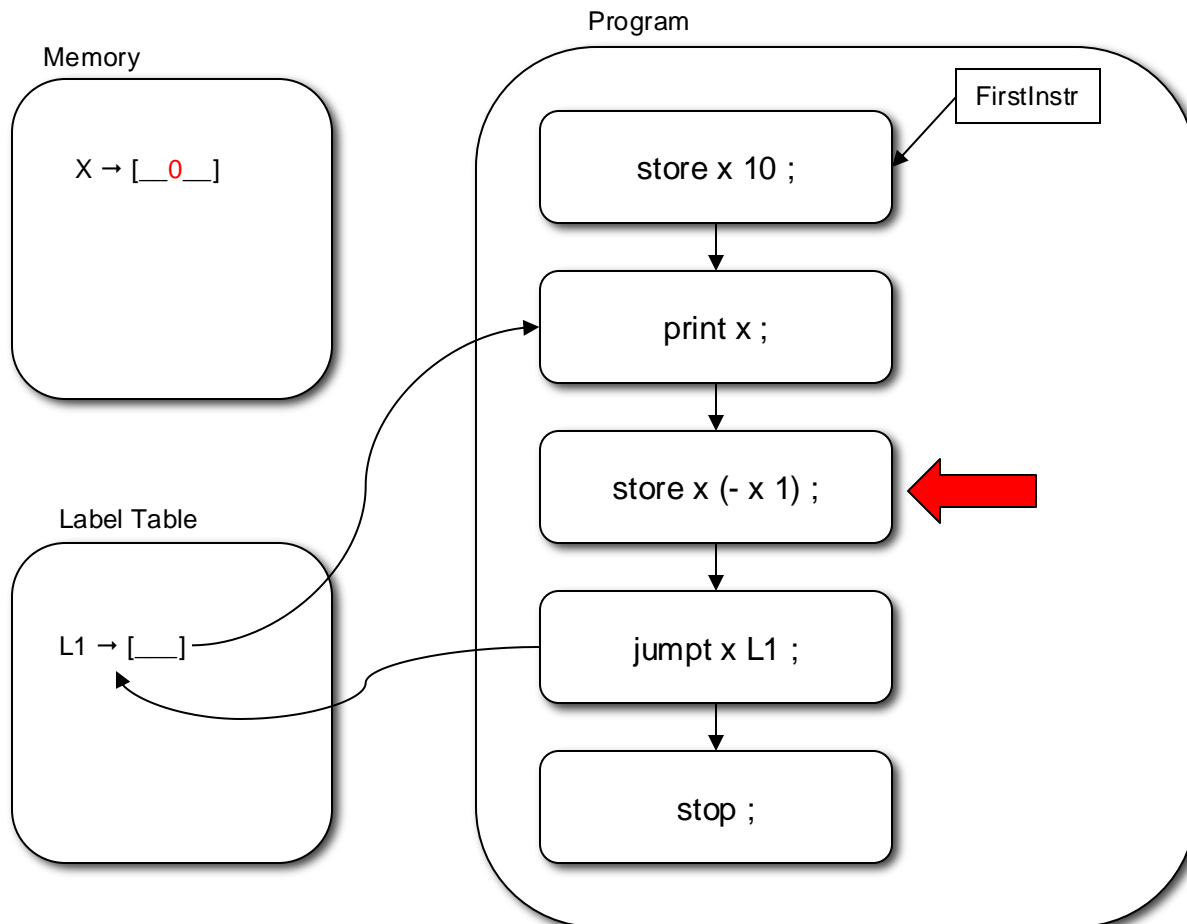 Program
Memory
FirstInstr
X → [__0__]
store x 10 ;
print x ;
store x (- x 1) ;
Label Table
L1 → [___]
jumpt x L1 ;
stop ;